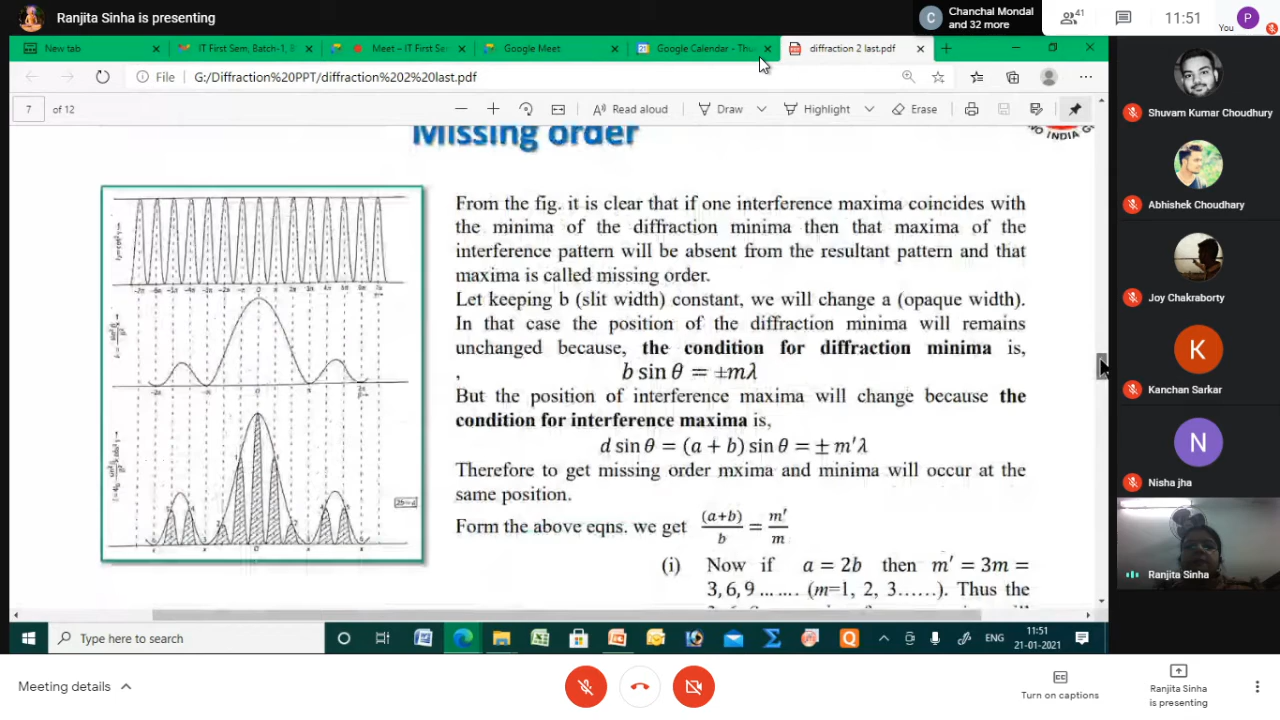 Ranjita Sinha is presenting
C
Chanchal Mondal
and 32 more
41
11:51
You
P
New tab
IT First Sem, Batch-1, B
Meet – IT First Se
Google Meet
Google Calendar - Thu
diffraction 2 last.pdf
File
G:/Diffraction%20PPT/diffraction%202%20last.pdf
7
of 12
Read aloud
Draw
Highlight
Erase
Missing order
INDIA
From the fig. it is clear that if one interference maxima coincides with
the minima of the diffraction minima then that maxima of the
interference pattern will be absent from the resultant pattern and that
maxima is called missing order.
Let keeping b (slit width) constant, we will change a (opaque width).
In that case the position of the diffraction minima will remains
unchanged because, the condition for diffraction minima is,
,
b sin θ = ±mλ
But the position of interference maxima will change because the
condition for interference maxima is,
d sin θ = (a + b) sin θ = ± m′λ
Therefore to get missing order mxima and minima will occur at the
same position.
Form the above eqns. we get (a+b)/b = m′/m
(i) Now if a = 2b then m′ = 3m =
3, 6, 9 ... .... (m=1, 2, 3......). Thus the
Shuvam Kumar Choudhury
Abhishek Choudhary
Joy Chakraborty
K
Kanchan Sarkar
N
Nisha jha
Ranjita Sinha
Type here to search
ENG
11:51
21-01-2021
Meeting details
Turn on captions
Ranjita Sinha
is presenting